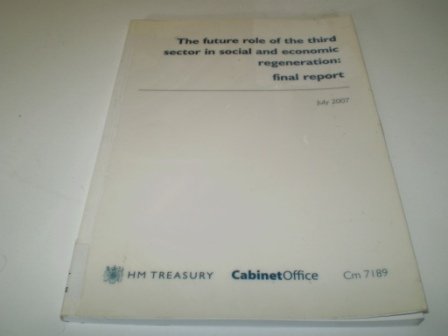 The future role of the third
sector in social and economic
regeneration:
final report
July 2007
HM TREASURY CabinetOffice Cm 7189